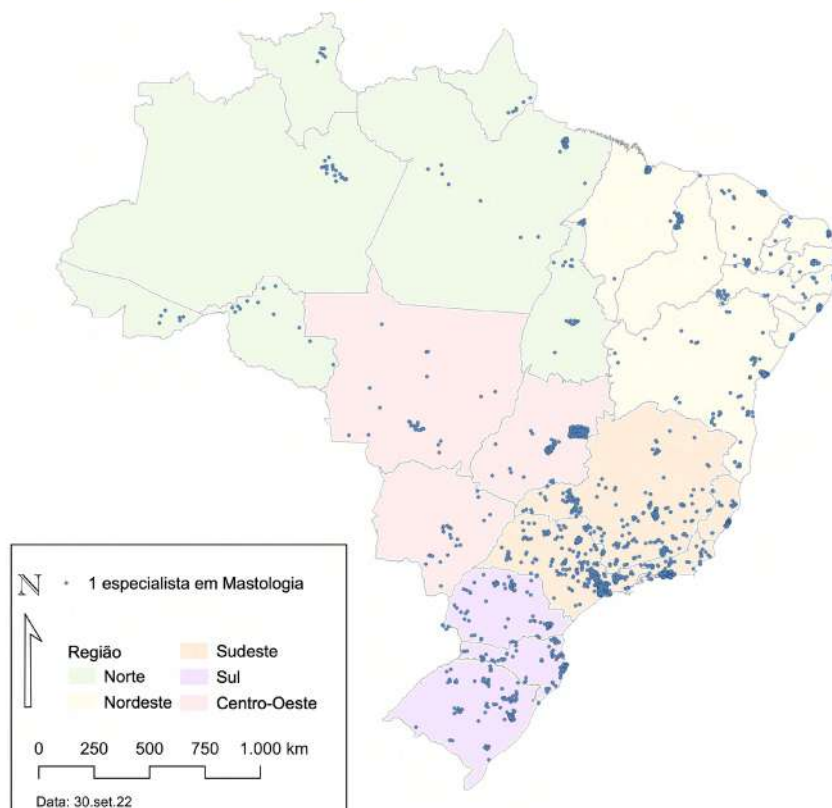 N
1 especialista em Mastologia
Região
Norte
Nordeste
Sudeste
Sul
Centro-Oeste
0 250 500 750 1.000 km
Data: 30.set.22